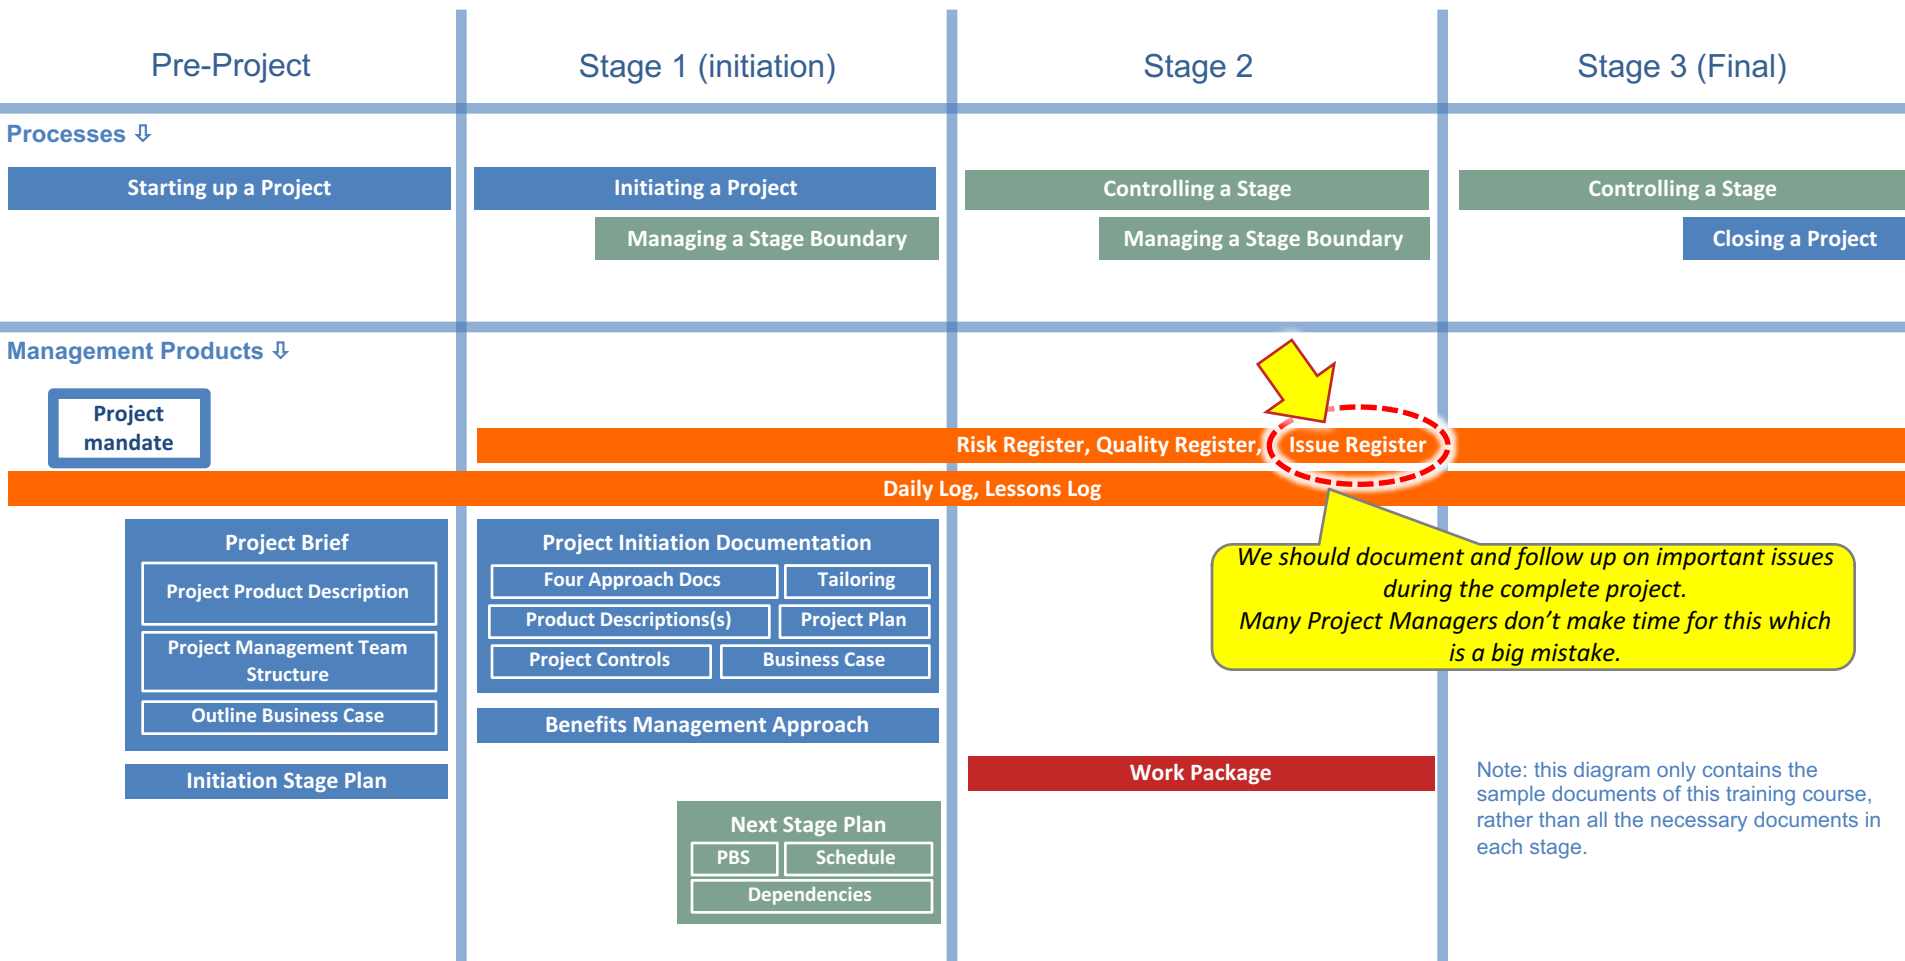 Pre-Project
Stage 1 (initiation)
Stage 2
Stage 3 (Final)
Processes ⇩
Starting up a Project
Initiating a Project
Controlling a Stage
Controlling a Stage
Managing a Stage Boundary
Managing a Stage Boundary
Closing a Project
Management Products ⇩
Project
mandate
Risk Register, Quality Register, Issue Register
Daily Log, Lessons Log
Project Brief
Project Product Description
Project Management Team
Structure
Outline Business Case
Initiation Stage Plan
Project Initiation Documentation
Four Approach Docs
Tailoring
Product Descriptions(s)
Project Plan
Project Controls
Business Case
Benefits Management Approach
Next Stage Plan
PBS
Schedule
Dependencies
We should document and follow up on important issues
during the complete project.
Many Project Managers don’t make time for this which
is a big mistake.
Work Package
Note: this diagram only contains the
sample documents of this training course,
rather than all the necessary documents in
each stage.